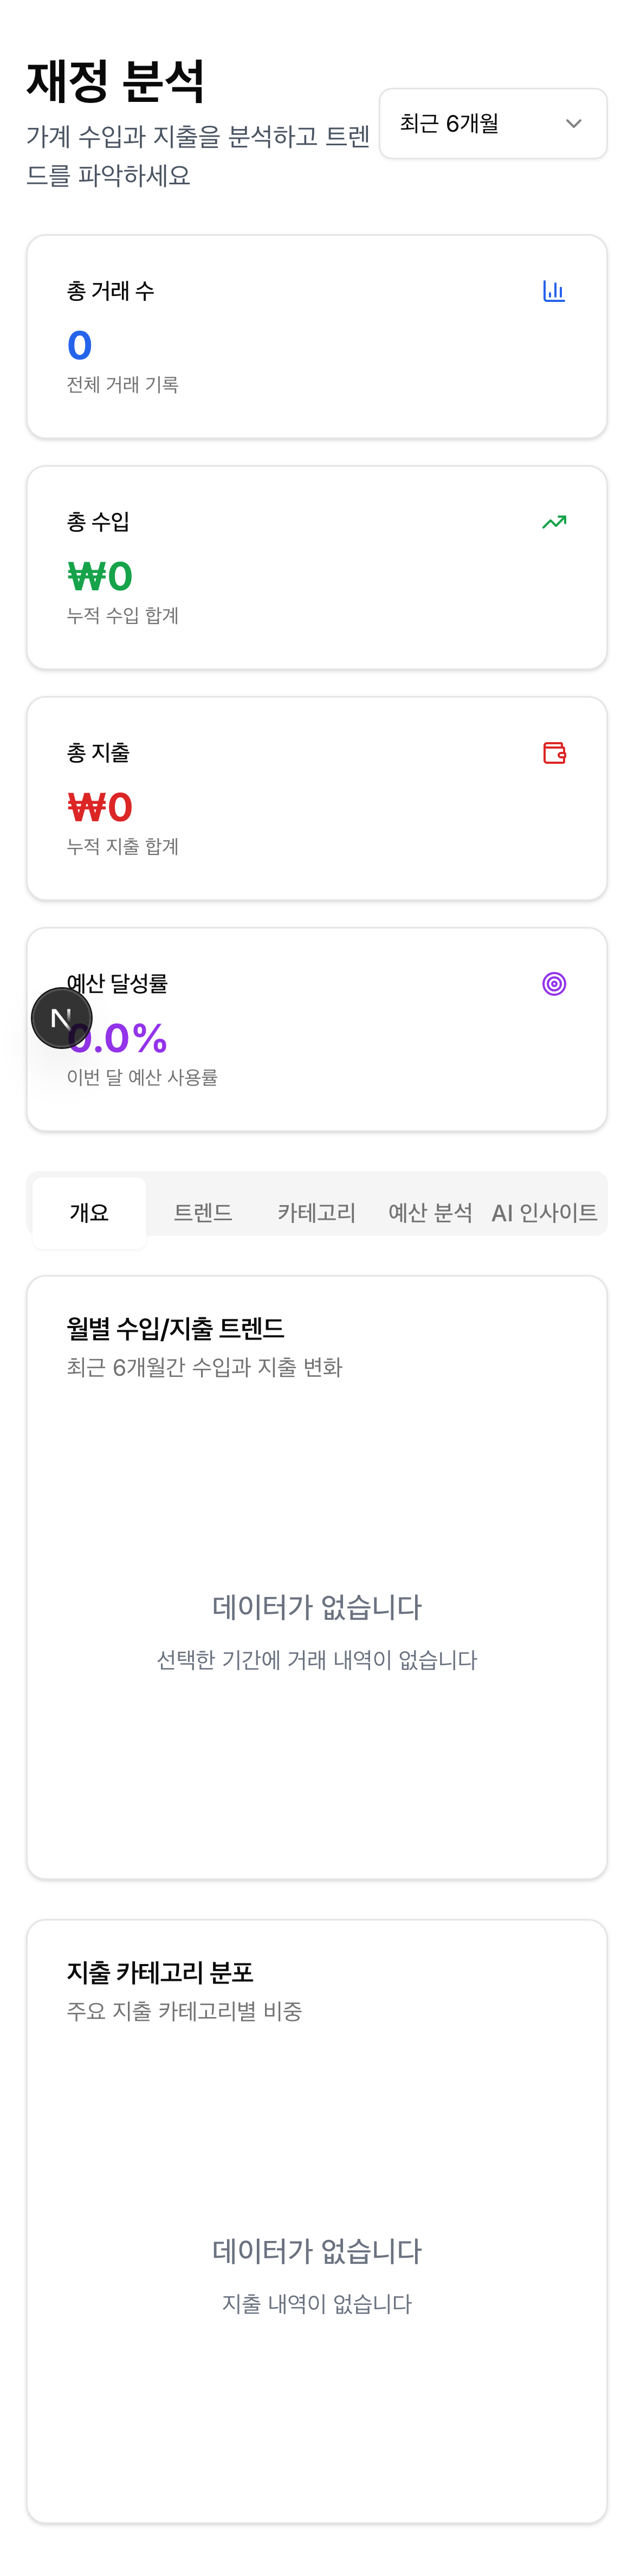 재정 분석
가계 수입과 지출을 분석하고 트렌
드를 파악하세요
최근 6개월
총 거래 수
0
전체 거래 기록
총 수입
₩0
누적 수입 합계
총 지출
₩0
누적 지출 합계
예산 달성률
N
0.0%
이번 달 예산 사용률
개요 트렌드 카테고리 예산 분석 AI 인사이트
월별 수입/지출 트렌드
최근 6개월간 수입과 지출 변화
데이터가 없습니다
선택한 기간에 거래 내역이 없습니다
지출 카테고리 분포
주요 지출 카테고리별 비중
데이터가 없습니다
지출 내역이 없습니다